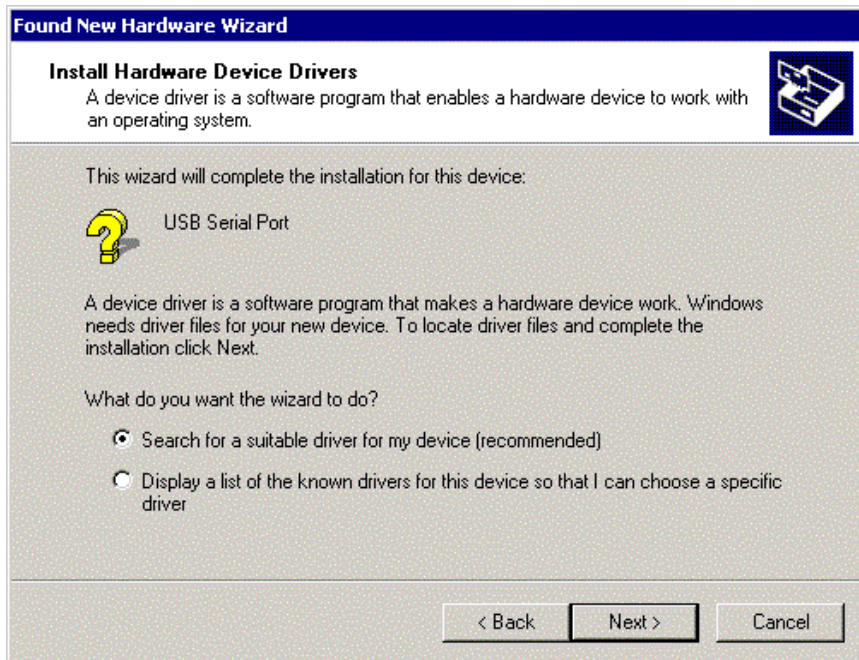 Found New Hardware Wizard
Install Hardware Device Drivers
A device driver is a software program that enables a hardware device to work with
an operating system.
This wizard will complete the installation for this device:
USB Serial Port
A device driver is a software program that makes a hardware device work. Windows
needs driver files for your new device. To locate driver files and complete the
installation click Next.
What do you want the wizard to do?
Search for a suitable driver for my device (recommended)
Display a list of the known drivers for this device so that I can choose a specific
driver
< Back Next > Cancel